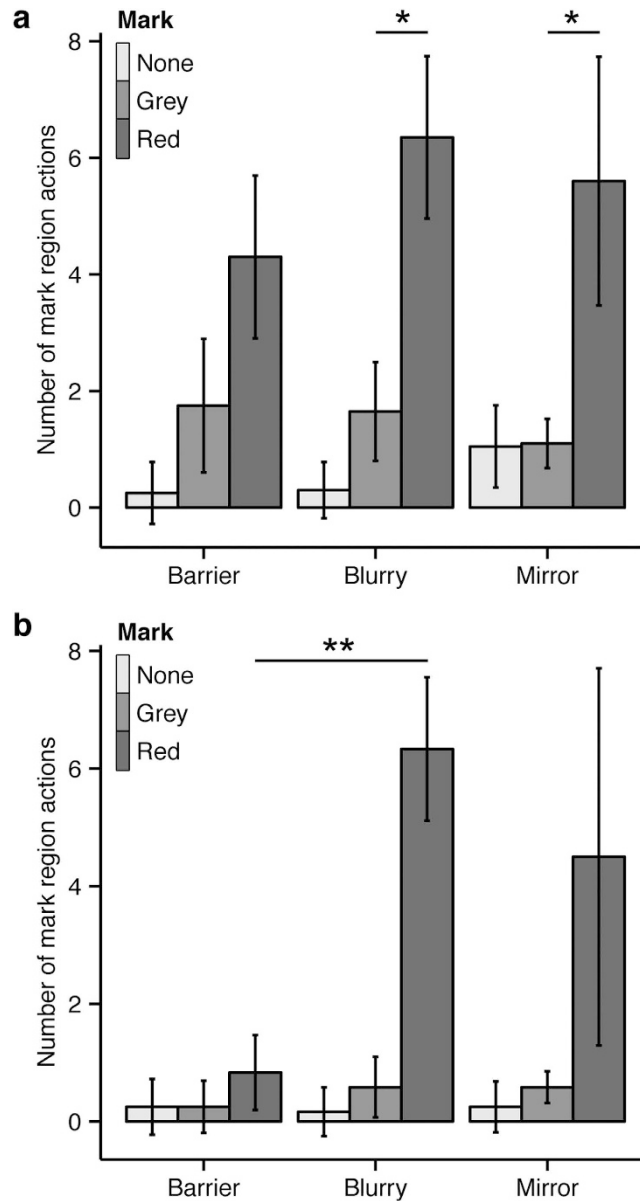 a
Mark
None
Grey
Red
*
*
Number of mark region actions
8
6
4
2
0
Barrier
Blurry
Mirror
b
Mark
None
Grey
Red
**
Number of mark region actions
8
6
4
2
0
Barrier
Blurry
Mirror